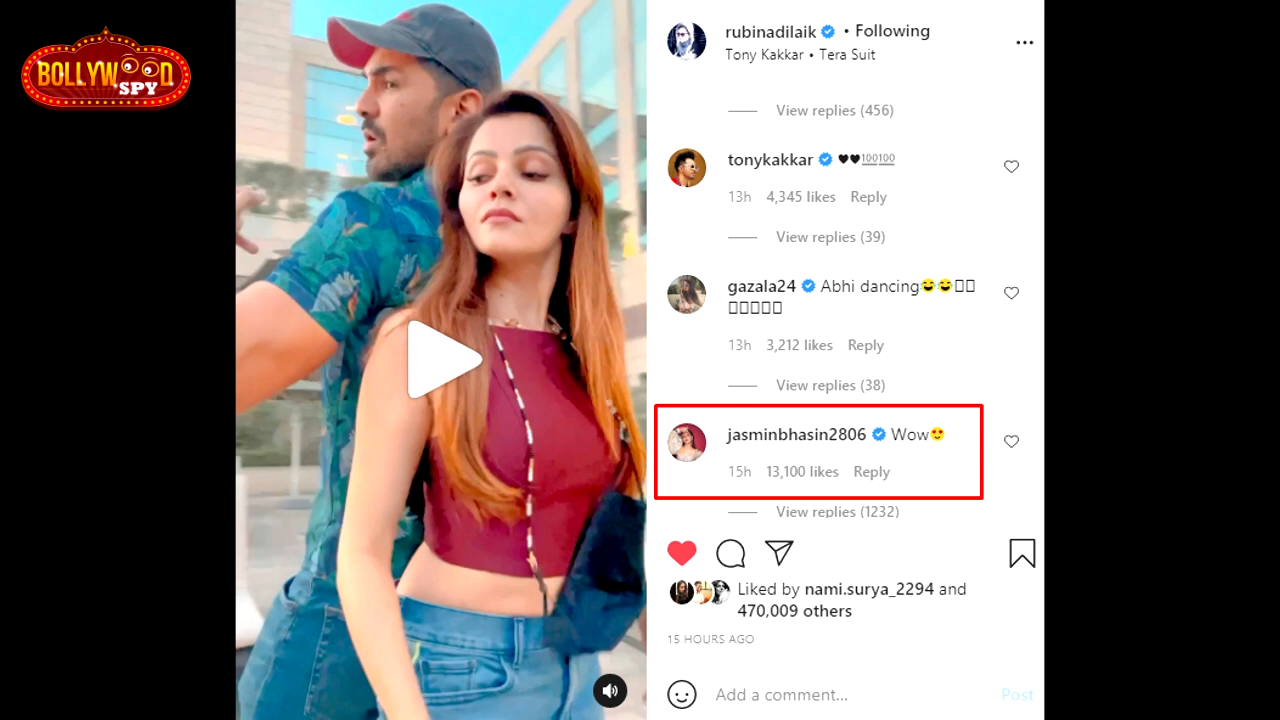 BOLLYWOOD
SPY
rubinadilaik • Following
Tony Kakkar • Tera Suit
View replies (456)
tonykakkar 🖤🖤100100
13h 4,345 likes Reply
View replies (39)
gazala24 Abhi dancing😂😂▯▯
▯▯▯▯▯
13h 3,212 likes Reply
View replies (38)
jasminbhasin2806 Wow😍
15h 13,100 likes Reply
View replies (1232)
Liked by nami.surya_2294 and
470,009 others
15 HOURS AGO
Add a comment... Post